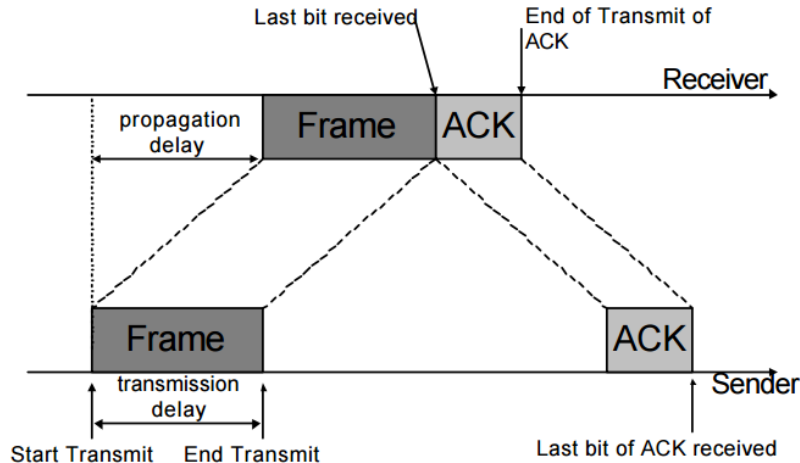 Last bit received
End of Transmit of
ACK
Receiver
propagation
delay
Frame
ACK
Frame
ACK
transmission
delay
Sender
Start Transmit
End Transmit
Last bit of ACK received